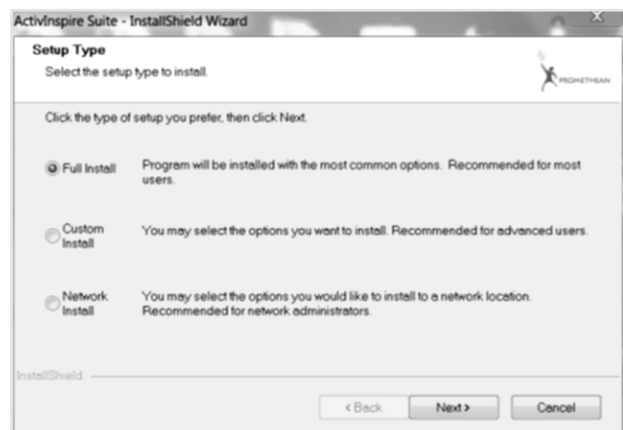 ActivInspire Suite - InstallShield Wizard
Setup Type
Select the setup type to install.
PROMETHEAN
Click the type of setup you prefer, then click Next.
Full Install
Program will be installed with the most common options. Recommended for most
users.
Custom
Install
You may select the options you want to install. Recommended for advanced users.
Network
Install
You may select the options you would like to install to a network location.
Recommended for network administrators.
InstallShield
< Back
Next >
Cancel